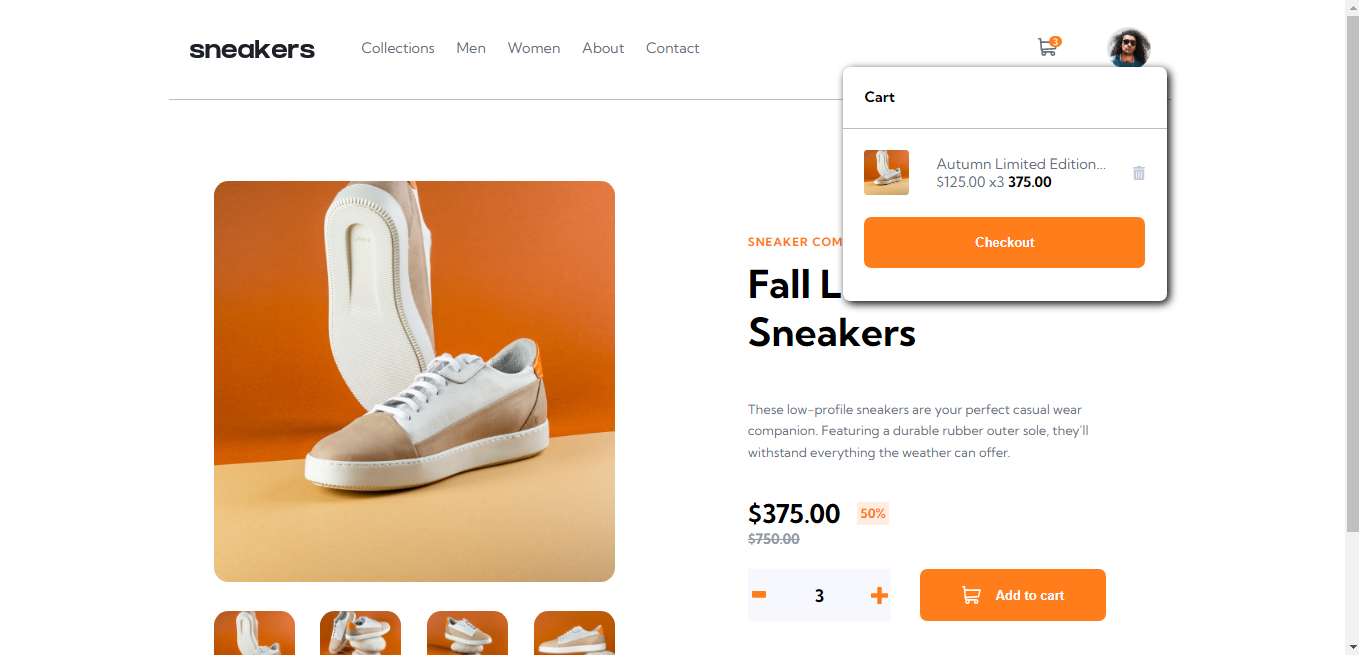 sneakers
Collections Men Women About Contact
3
Cart
Autumn Limited Edition...
$125.00 x3 375.00
Checkout
SNEAKER COM
Fall L
Sneakers
These low-profile sneakers are your perfect casual wear
companion. Featuring a durable rubber outer sole, they'll
withstand everything the weather can offer.
$375.00 50%
$750.00
3
Add to cart